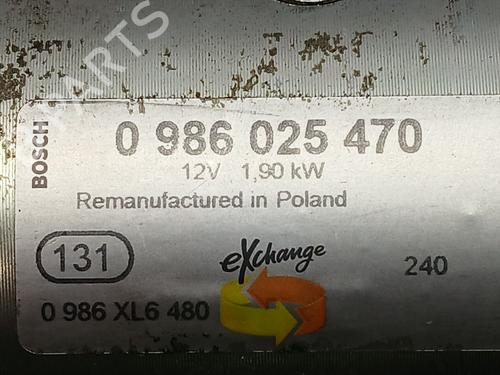 PARTS
BOSCH
0 986 025 470
12V 1,90 kW
Remanufactured in Poland
131
eXchange
240
0 986 XL6 480